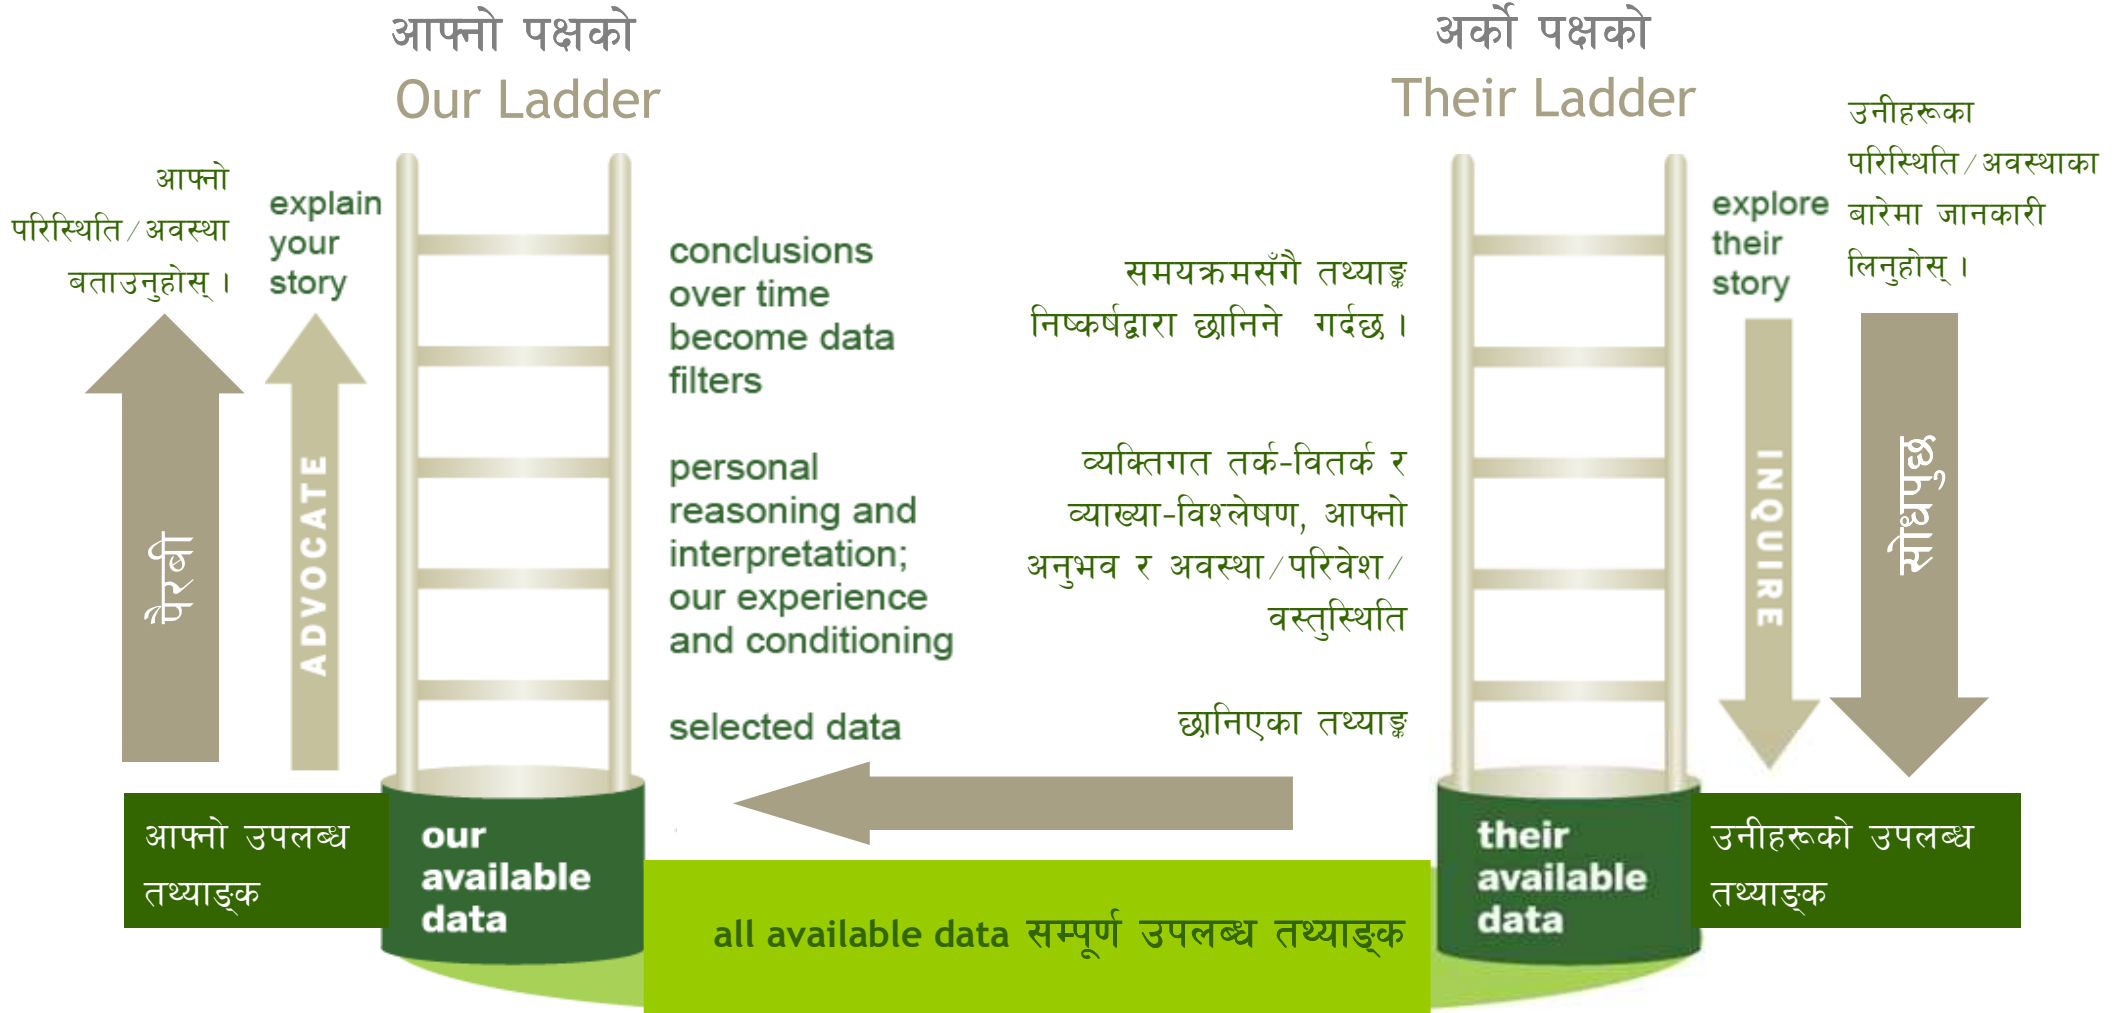 आफ्नो पक्षको
Our Ladder
अर्को पक्षको
Their Ladder
आफ्नो
परिस्थिति/अवस्था
बताउनुहोस् ।
explain
your
story
पैरबी
ADVOCATE
conclusions
over time
become data
filters
personal
reasoning and
interpretation;
our experience
and conditioning
selected data
समयक्रमसँगै तथ्याङ्क
निष्कर्षद्वारा छानिने गर्दछ ।
व्यक्तिगत तर्क-वितर्क र
व्याख्या-विश्लेषण, आफ्नो
अनुभव र अवस्था/परिवेश/
वस्तुस्थिति
छानिएका तथ्याङ्क
explore
their
story
उनीहरूका
परिस्थिति/अवस्थाका
बारेमा जानकारी
लिनुहोस् ।
INQUIRE
सोधपुछ
आफ्नो उपलब्ध
तथ्याङ्क
our
available
data
all available data सम्पूर्ण उपलब्ध तथ्याङ्क
their
available
data
उनीहरूको उपलब्ध
तथ्याङ्क